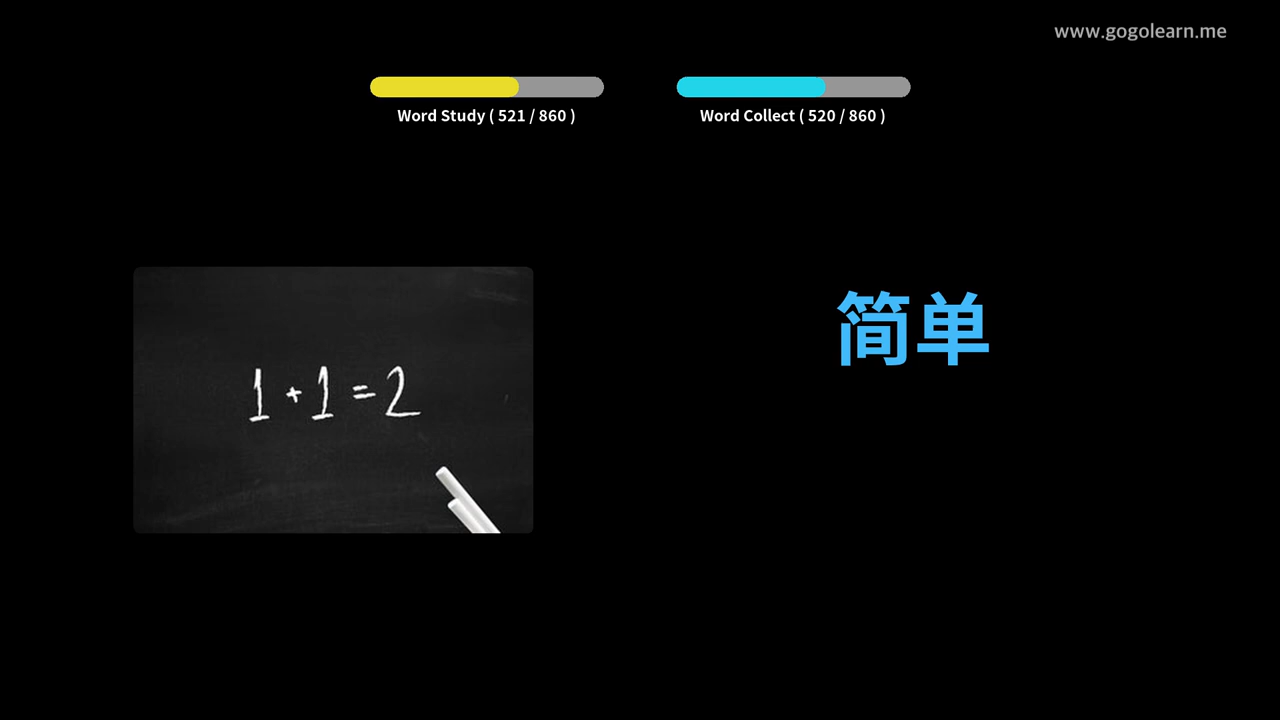 www.gogolearn.me
Word Study ( 521 / 860 )
Word Collect ( 520 / 860 )
简单
1 + 1 = 2